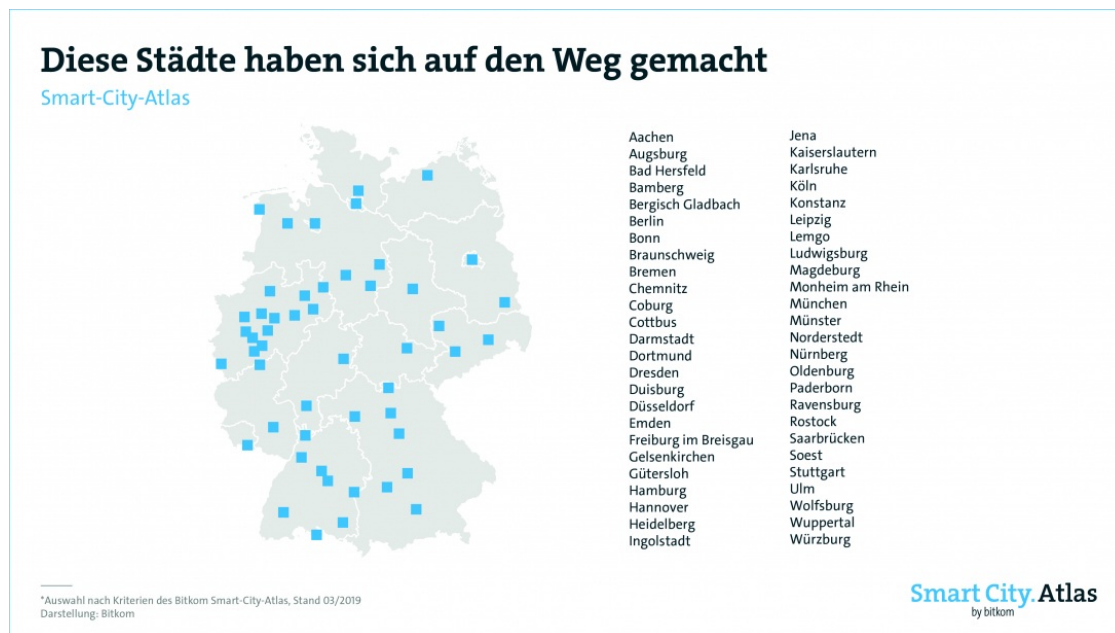 Diese Städte haben sich auf den Weg gemacht
Smart-City-Atlas
Aachen
Augsburg
Bad Hersfeld
Bamberg
Bergisch Gladbach
Berlin
Bonn
Braunschweig
Bremen
Chemnitz
Coburg
Cottbus
Darmstadt
Dortmund
Dresden
Duisburg
Düsseldorf
Emden
Freiburg im Breisgau
Gelsenkirchen
Gütersloh
Hamburg
Hannover
Heidelberg
Ingolstadt
Jena
Kaiserslautern
Karlsruhe
Köln
Konstanz
Leipzig
Lemgo
Ludwigsburg
Magdeburg
Monheim am Rhein
München
Münster
Norderstedt
Nürnberg
Oldenburg
Paderborn
Ravensburg
Rostock
Saarbrücken
Soest
Stuttgart
Ulm
Wolfsburg
Wuppertal
Würzburg
*Auswahl nach Kriterien des Bitkom Smart-City-Atlas, Stand 03/2019
Darstellung: Bitkom
Smart City.Atlas
by bitkom